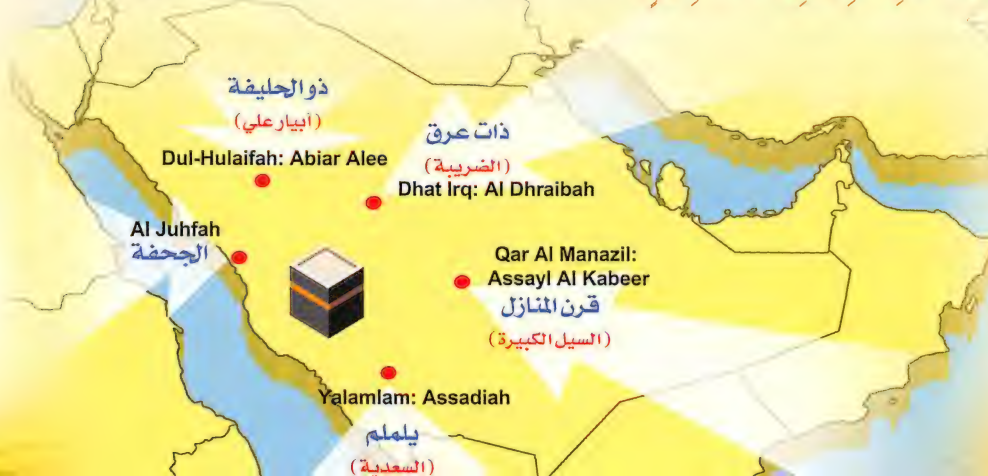 ذو الحليفة
(أبيار علي)
Dul-Hulaifah: Abiar Alee
ذات عرق
(الضريبة)
Dhat Irq: Al Dhraibah
Al Juhfah
الجحفة
Qar Al Manazil:
Assayl Al Kabeer
قرن المنازل
(السيل الكبيرة)
Yalamlam: Assadiah
يلملم
(السعدية)